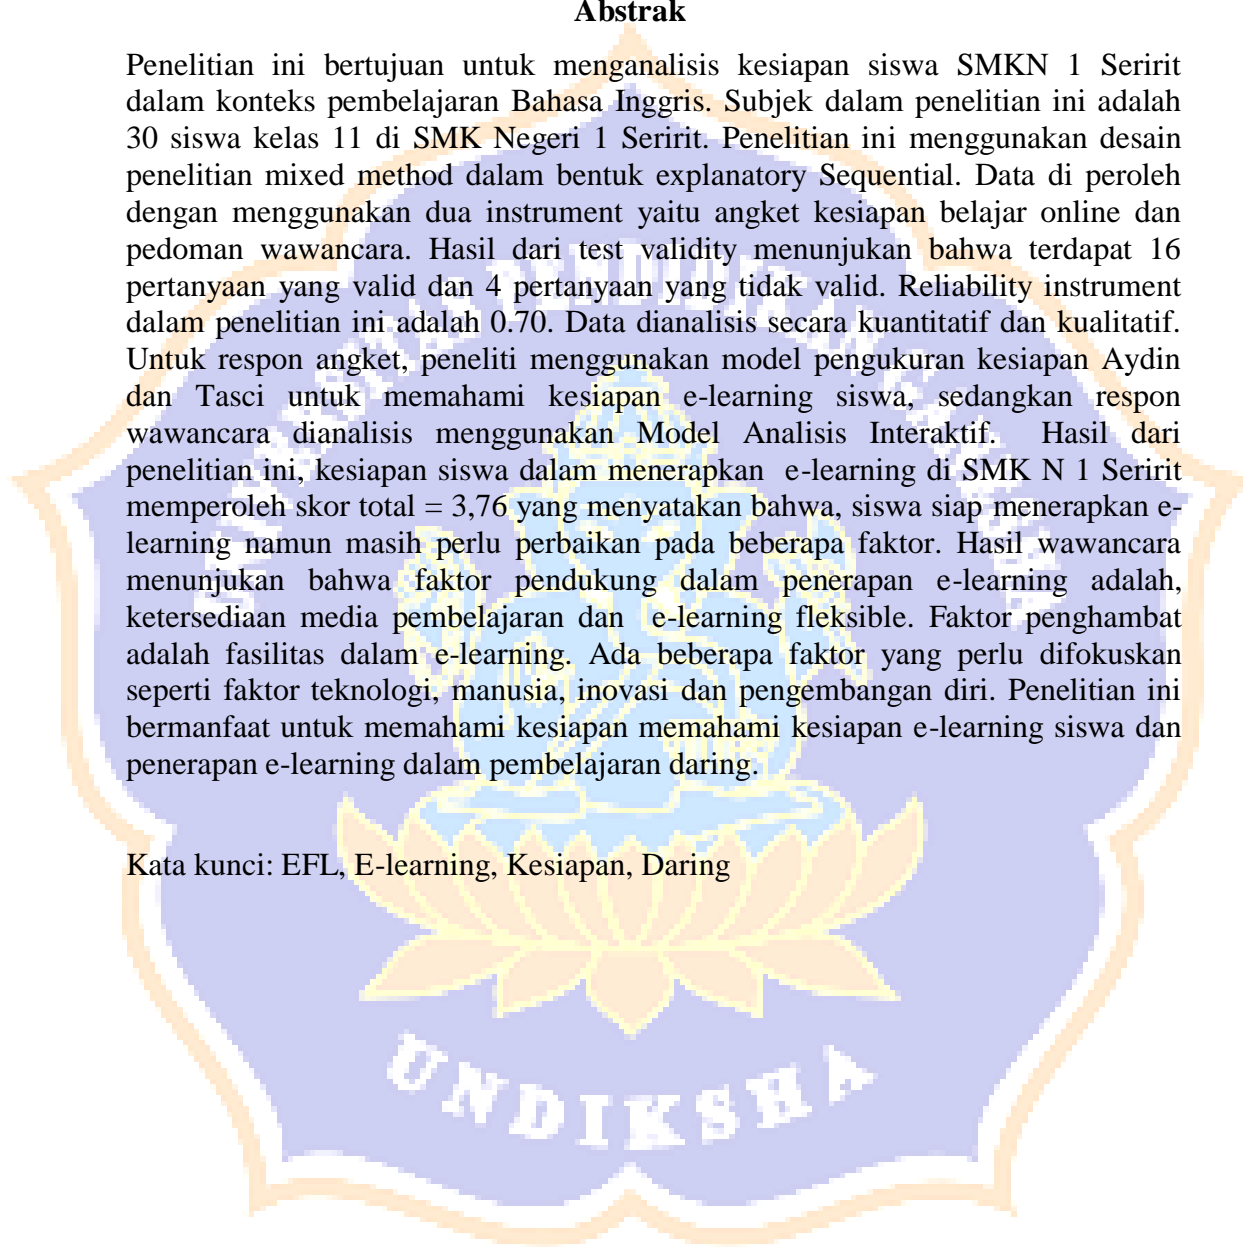 Abstrak
Penelitian ini bertujuan untuk menganalisis kesiapan siswa SMKN 1 Seririt
dalam konteks pembelajaran Bahasa Inggris. Subjek dalam penelitian ini adalah
30 siswa kelas 11 di SMK Negeri 1 Seririt. Penelitian ini menggunakan desain
penelitian mixed method dalam bentuk explanatory Sequential. Data di peroleh
dengan menggunakan dua instrument yaitu angket kesiapan belajar online dan
pedoman wawancara. Hasil dari test validity menunjukan bahwa terdapat 16
pertanyaan yang valid dan 4 pertanyaan yang tidak valid. Reliability instrument
dalam penelitian ini adalah 0.70. Data dianalisis secara kuantitatif dan kualitatif.
Untuk respon angket, peneliti menggunakan model pengukuran kesiapan Aydin
dan Tasci untuk memahami kesiapan e-learning siswa, sedangkan respon
wawancara dianalisis menggunakan Model Analisis Interaktif. Hasil dari
penelitian ini, kesiapan siswa dalam menerapkan e-learning di SMK N 1 Seririt
memperoleh skor total = 3,76 yang menyatakan bahwa, siswa siap menerapkan e-
learning namun masih perlu perbaikan pada beberapa faktor. Hasil wawancara
menunjukan bahwa faktor pendukung dalam penerapan e-learning adalah,
ketersediaan media pembelajaran dan e-learning fleksible. Faktor penghambat
adalah fasilitas dalam e-learning. Ada beberapa faktor yang perlu difokuskan
seperti faktor teknologi, manusia, inovasi dan pengembangan diri. Penelitian ini
bermanfaat untuk memahami kesiapan memahami kesiapan e-learning siswa dan
penerapan e-learning dalam pembelajaran daring.
Kata kunci: EFL, E-learning, Kesiapan, Daring
UNDIKSHA